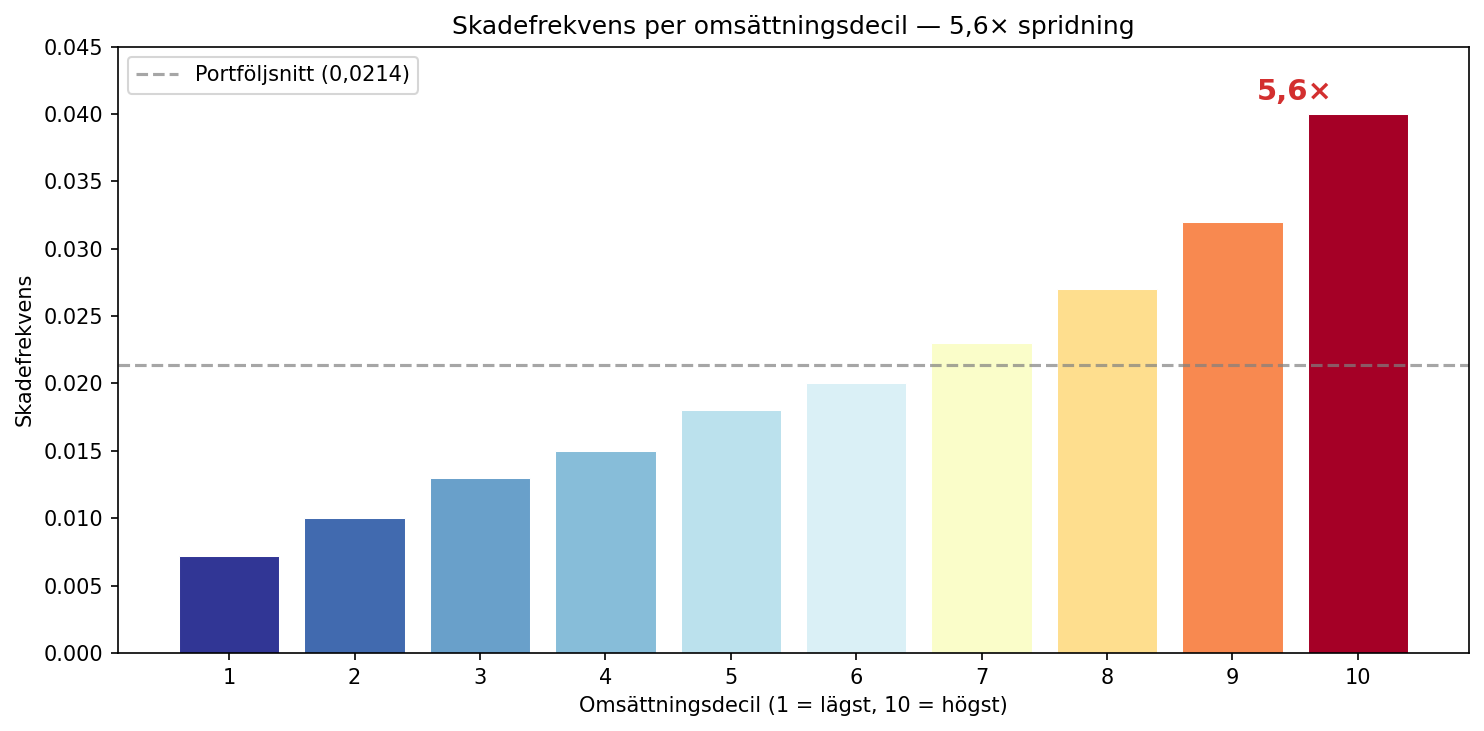 Skadefrekvens per omsättningsdecil — 5,6× spridning
Portföljsnitt (0,0214)
5,6×
Skadefrekvens
0.045
0.040
0.035
0.030
0.025
0.020
0.015
0.010
0.005
0.000
1 2 3 4 5 6 7 8 9 10
Omsättningsdecil (1 = lägst, 10 = högst)